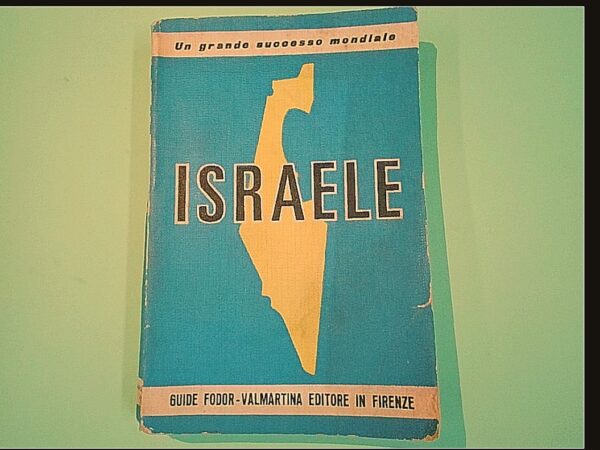 Un grande successo mondiale
ISRAELE
GUIDE FODOR-VALMARTINA EDITORE IN FIRENZE